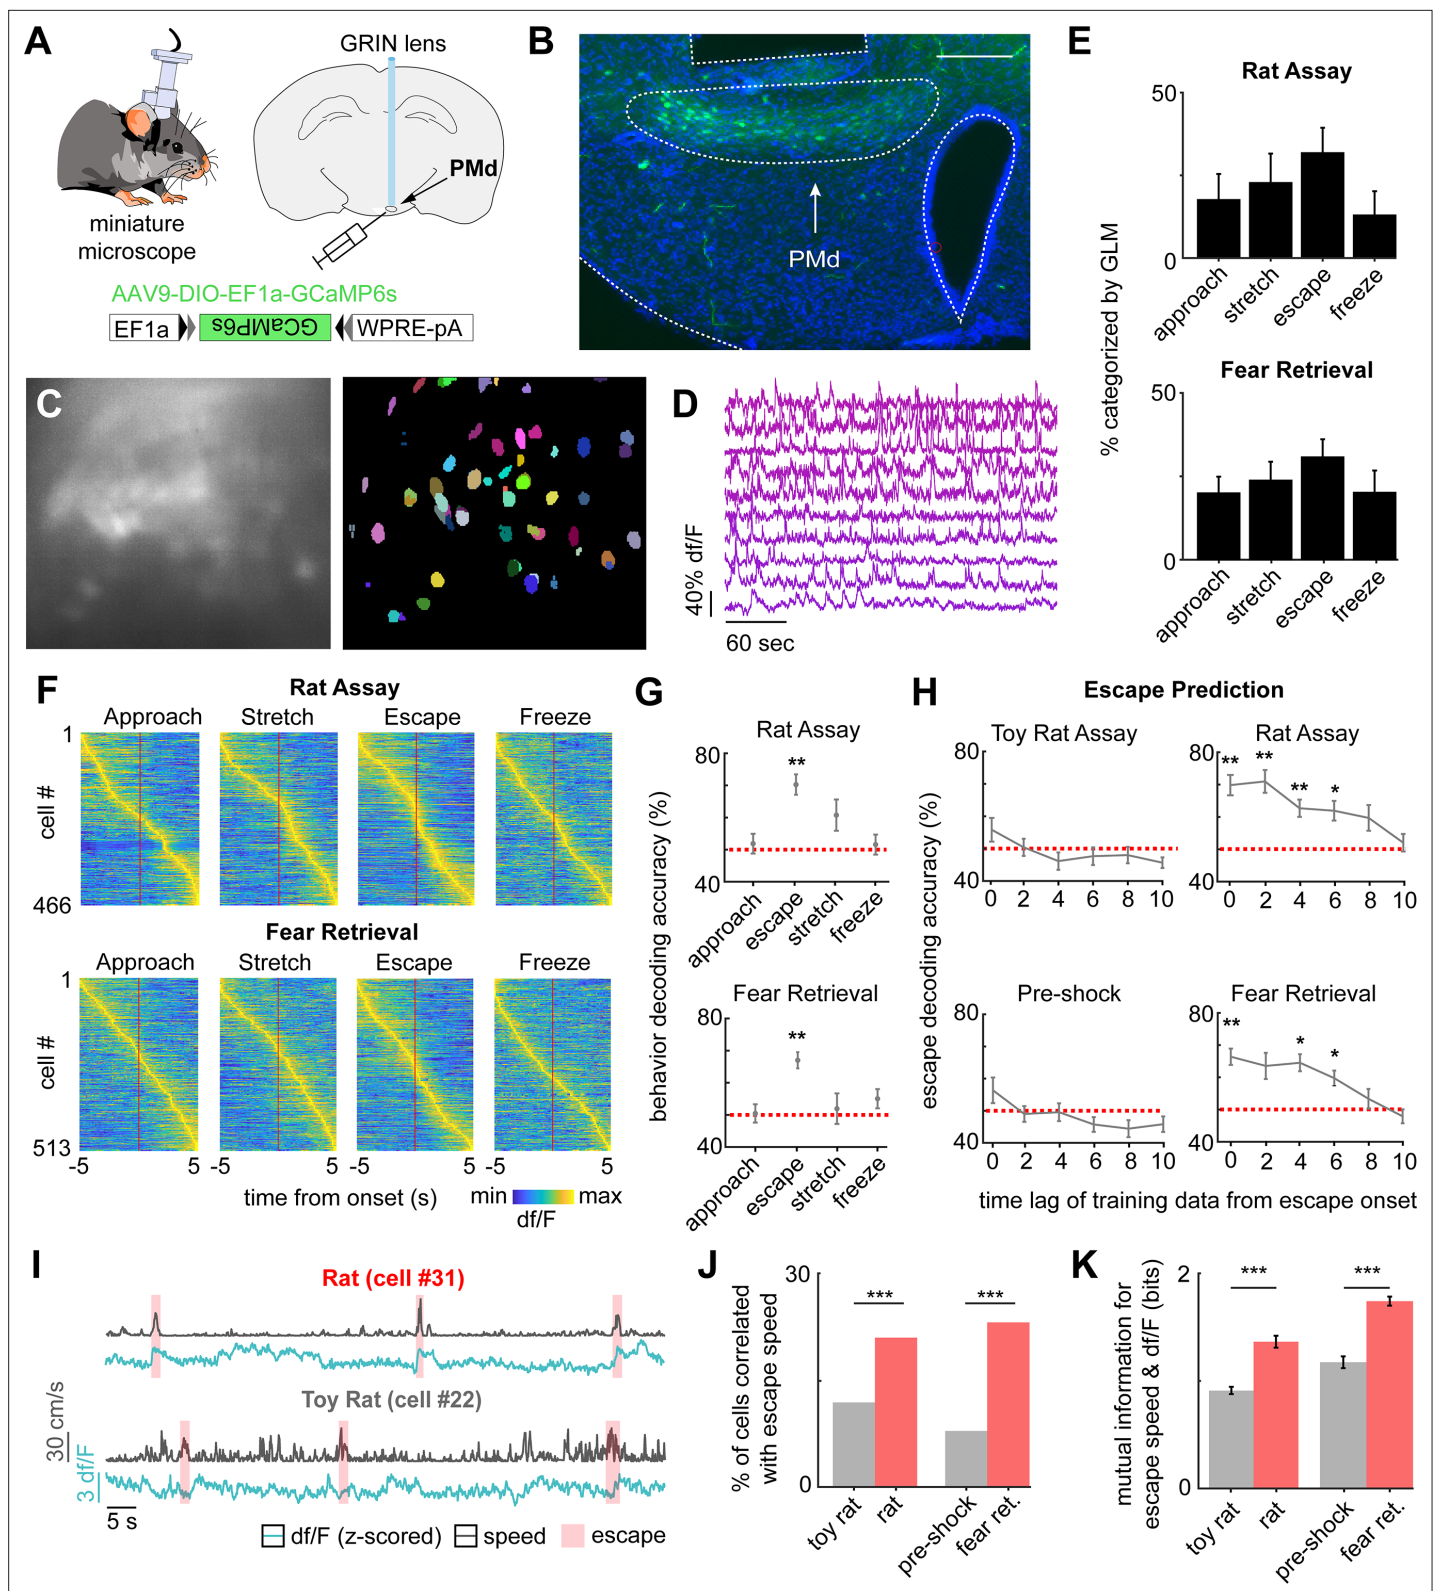 A
GRIN lens
PMd
miniature
microscope
AAV9-DIO-EF1a-GCaMP6s
EF1a
GCaMP6s
WPRE-pA
B
PMd
C
D
40% df/F
60 sec
E
Rat Assay
50
0
approach
stretch
escape
freeze
% categorized by GLM
Fear Retrieval
50
0
approach
stretch
escape
freeze
F
Rat Assay
Approach
Stretch
Escape
Freeze
1
cell #
466
Fear Retrieval
Approach
Stretch
Escape
Freeze
1
cell #
513
-5
5
-5
5
-5
5
-5
5
time from onset (s)
min
max
df/F
G
behavior decoding accuracy (%)
Rat Assay
80
**
40
approach
escape
stretch
freeze
Fear Retrieval
80
**
40
approach
escape
stretch
freeze
H
Escape Prediction
escape decoding accuracy (%)
Toy Rat Assay
80
40
0 2 4 6 8 10
Rat Assay
80
** ** ** *
40
0 2 4 6 8 10
Pre-shock
80
40
0 2 4 6 8 10
Fear Retrieval
80
** * *
40
0 2 4 6 8 10
time lag of training data from escape onset
I
Rat (cell #31)
Toy Rat (cell #22)
30 cm/s
3 df/F
5 s
df/F (z-scored)
speed
escape
J
% of cells correlated
with escape speed
30
0
***
***
toy rat
rat
pre-shock
fear ret.
K
mutual information for
escape speed & df/F (bits)
2
0
***
***
toy rat
rat
pre-shock
fear ret.